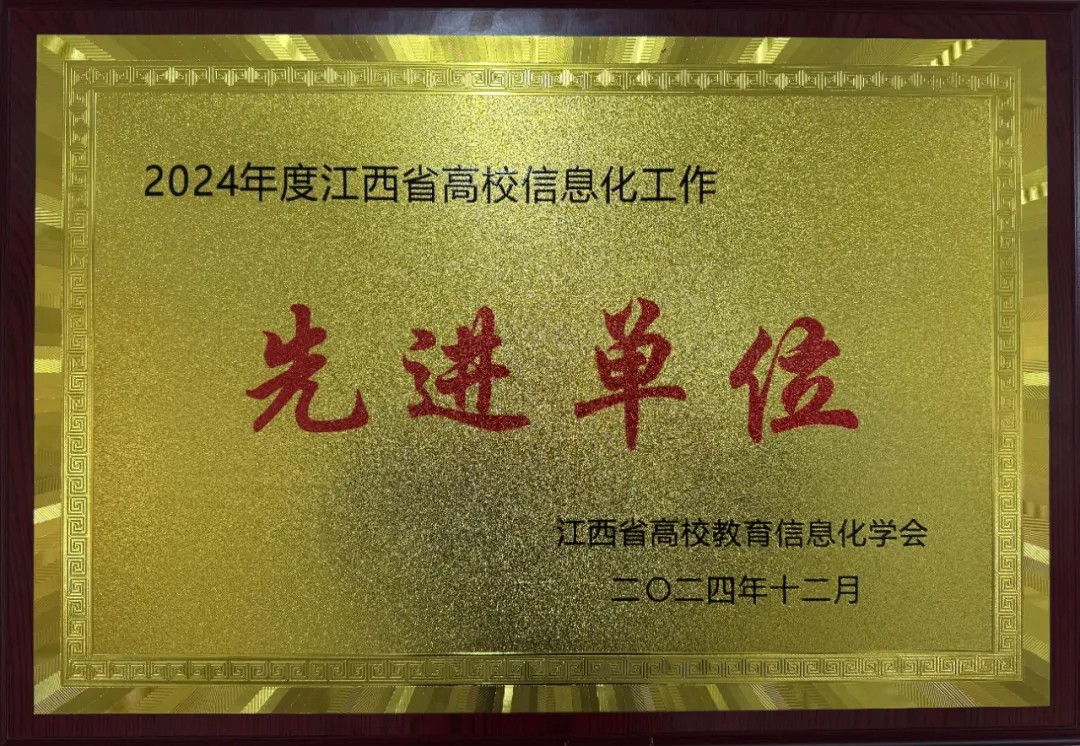 2024年度江西省高校信息化工作
先进单位
江西省高校教育信息化学会
二〇二四年十二月